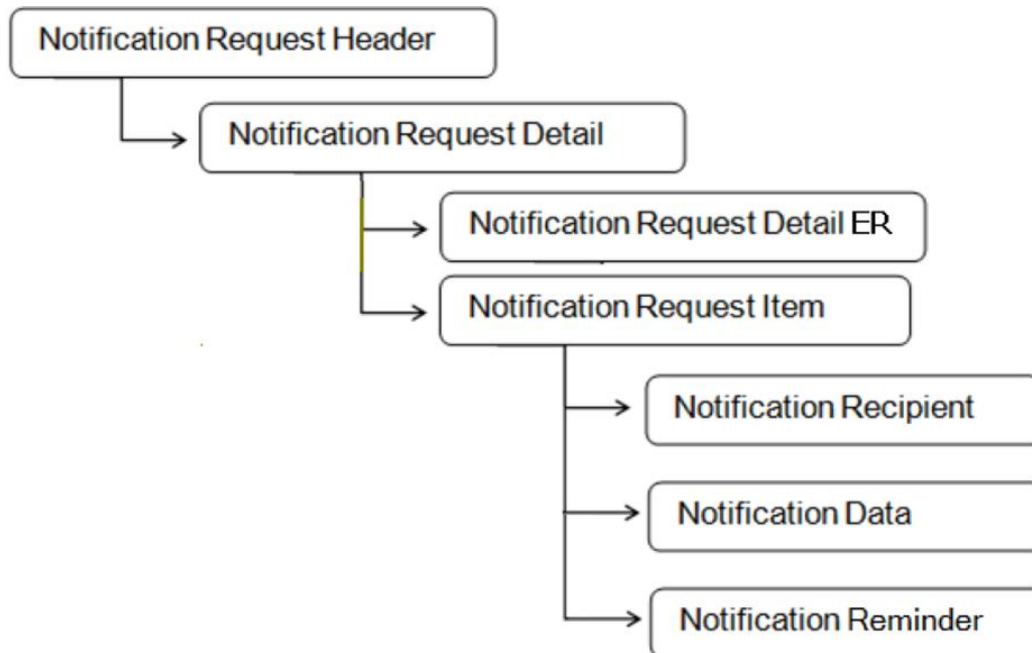 Notification Request Header
Notification Request Detail
Notification Request Detail ER
Notification Request Item
Notification Recipient
Notification Data
Notification Reminder